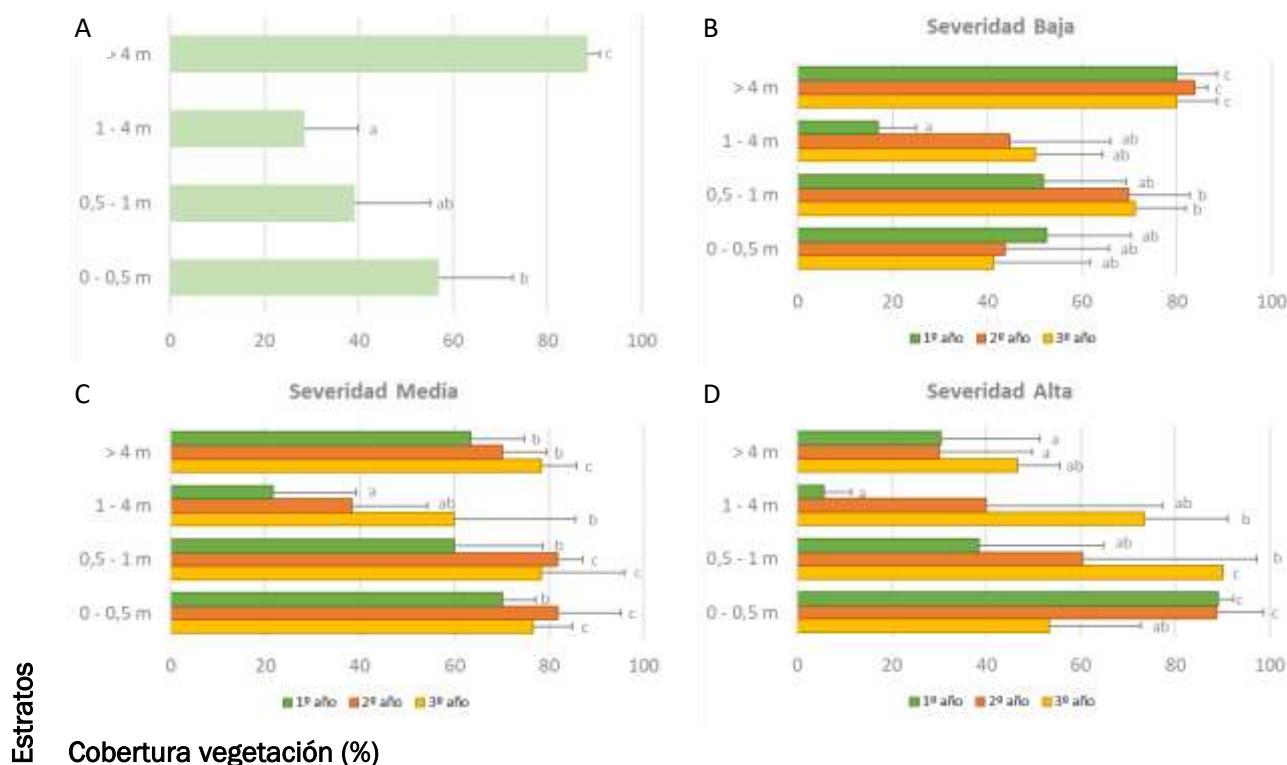 A
> 4 m
c
1 - 4 m
a
0,5 - 1 m
ab
0 - 0,5 m
b
0 20 40 60 80 100
B
Severidad Baja
> 4 m
c
c
c
1 - 4 m
a
ab
ab
0,5 - 1 m
ab
b
b
0 - 0,5 m
ab
ab
ab
0 20 40 60 80 100
1º año 2º año 3º año
C
Severidad Media
> 4 m
b
b
c
1 - 4 m
a
ab
b
0,5 - 1 m
b
c
c
0 - 0,5 m
b
c
c
0 20 40 60 80 100
1º año 2º año 3º año
D
Severidad Alta
> 4 m
a
a
ab
1 - 4 m
a
ab
b
0,5 - 1 m
ab
b
c
0 - 0,5 m
c
c
ab
0 20 40 60 80 100
1º año 2º año 3º año
Estratos
Cobertura vegetación (%)